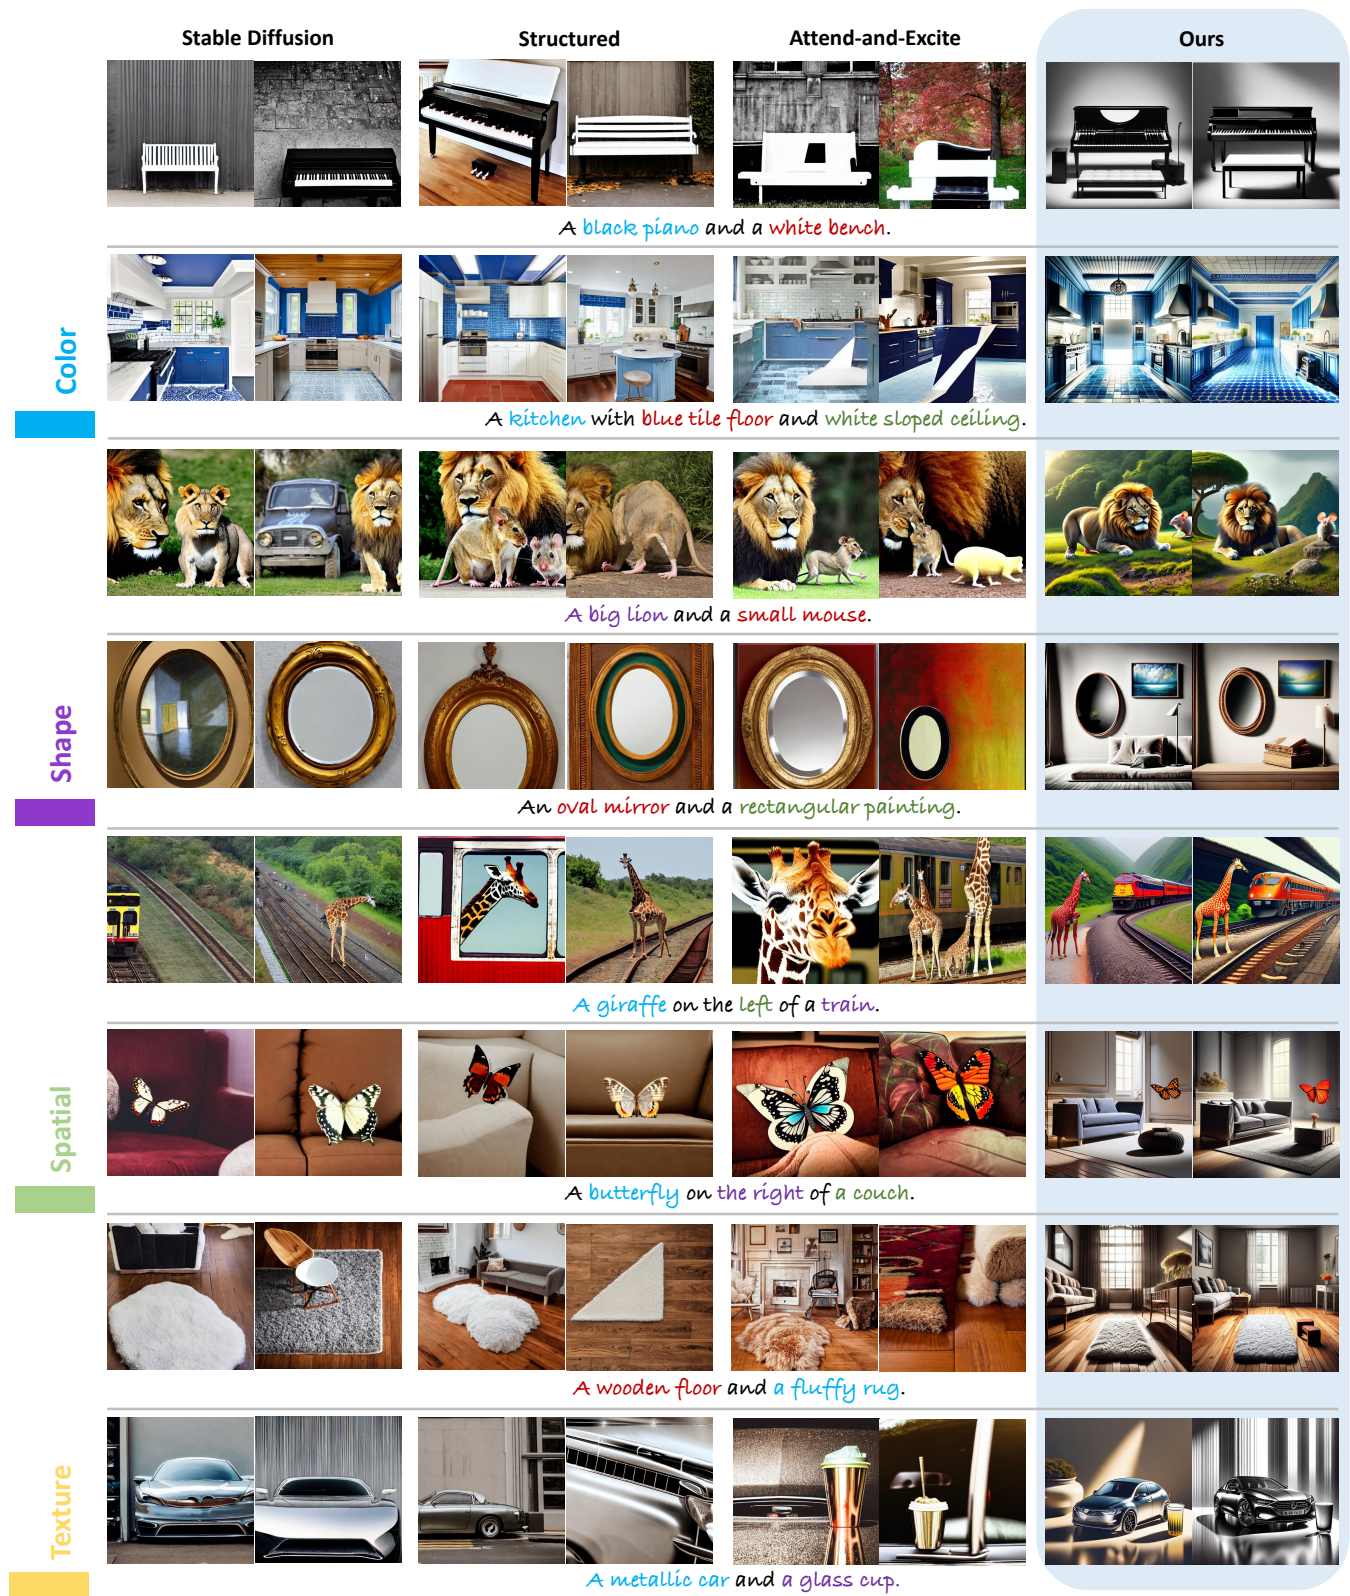 Stable Diffusion
Structured
Attend-and-Excite
Ours
A black piano and a white bench.
Color
A kitchen with blue tile floor and white sloped ceiling.
A big lion and a small mouse.
Shape
An oval mirror and a rectangular painting.
A giraffe on the left of a train.
Spatial
A butterfly on the right of a couch.
A wooden floor and a fluffy rug.
Texture
A metallic car and a glass cup.